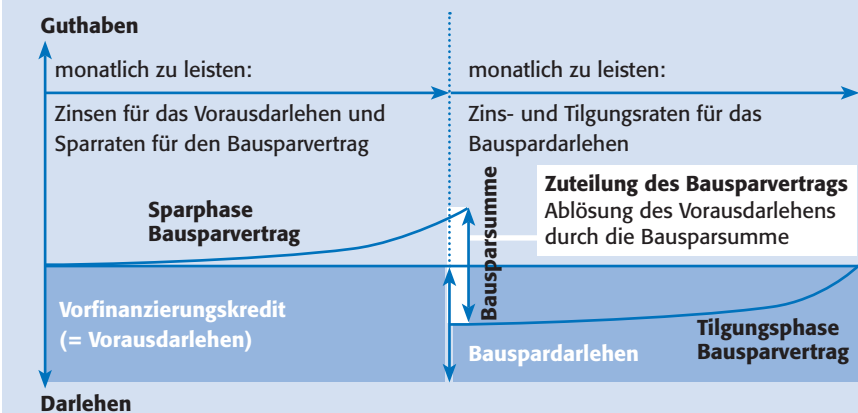 Guthaben
monatlich zu leisten:
Zinsen für das Vorausdarlehen und
Sparraten für den Bausparvertrag
monatlich zu leisten:
Zins- und Tilgungsraten für das
Bauspardarlehen
Sparphase
Bausparvertrag
Bausparsumme
Zuteilung des Bausparvertrags
Ablösung des Vorausdarlehens
durch die Bausparsumme
Vorfinanzierungskredit
(= Vorausdarlehen)
Bauspardarlehen
Tilgungsphase
Bausparvertrag
Darlehen